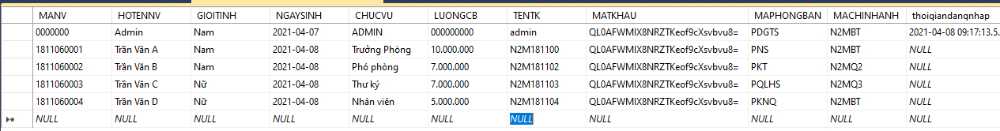 MANV HOTENNV GIOITINH NGAYSINH CHUCVU LUONGCB TENTK MATKHAU MAPHONGBAN MACHINHANH thoiqiandangnhap
0000000 Admin Nam 2021-04-07 ADMIN 000000000 admin QL0AFWMIX8NRZTKeof9cXsvbvu8= PDGTS N2MBT 2021-04-08 09:17:13.5.
1811060001 Trần Văn A Nam 2021-04-08 Trưởng Phòng 10.000.000 N2M181100 QL0AFWMIX8NRZTKeof9cXsvbvu8= PNS N2MBT NULL
1811060002 Trần Văn B Nam 2021-04-08 Phó phòng 7.000.000 N2M181102 QL0AFWMIX8NRZTKeof9cXsvbvu8= PKT N2MQ2 NULL
1811060003 Trần Văn C Nữ 2021-04-08 Thư ký 7.000.000 N2M181103 QL0AFWMIX8NRZTKeof9cXsvbvu8= PQLHS N2MQ3 NULL
1811060004 Trần Văn D Nữ 2021-04-08 Nhân viên 5.000.000 N2M181104 QL0AFWMIX8NRZTKeof9cXsvbvu8= PKNQ N2MBT NULL
NULL NULL NULL NULL NULL NULL NULL NULL NULL NULL NULL